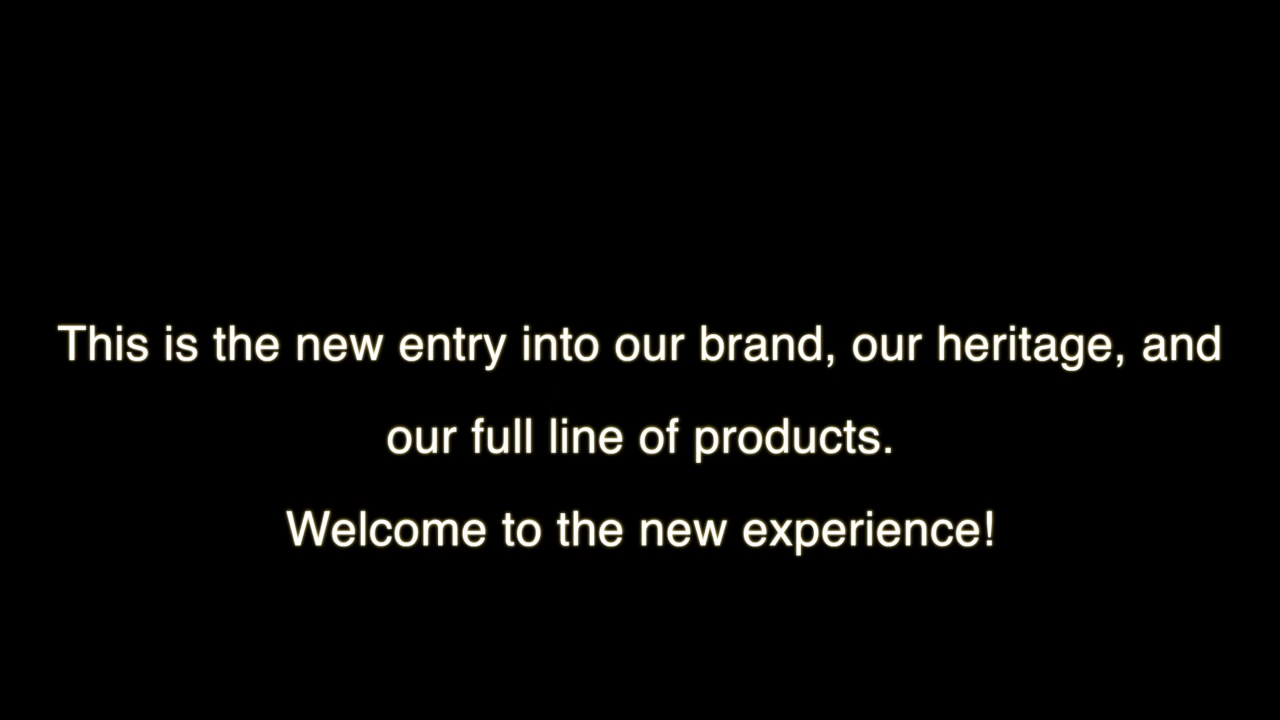 This is the new entry into our brand, our heritage, and
our full line of products.
Welcome to the new experience!